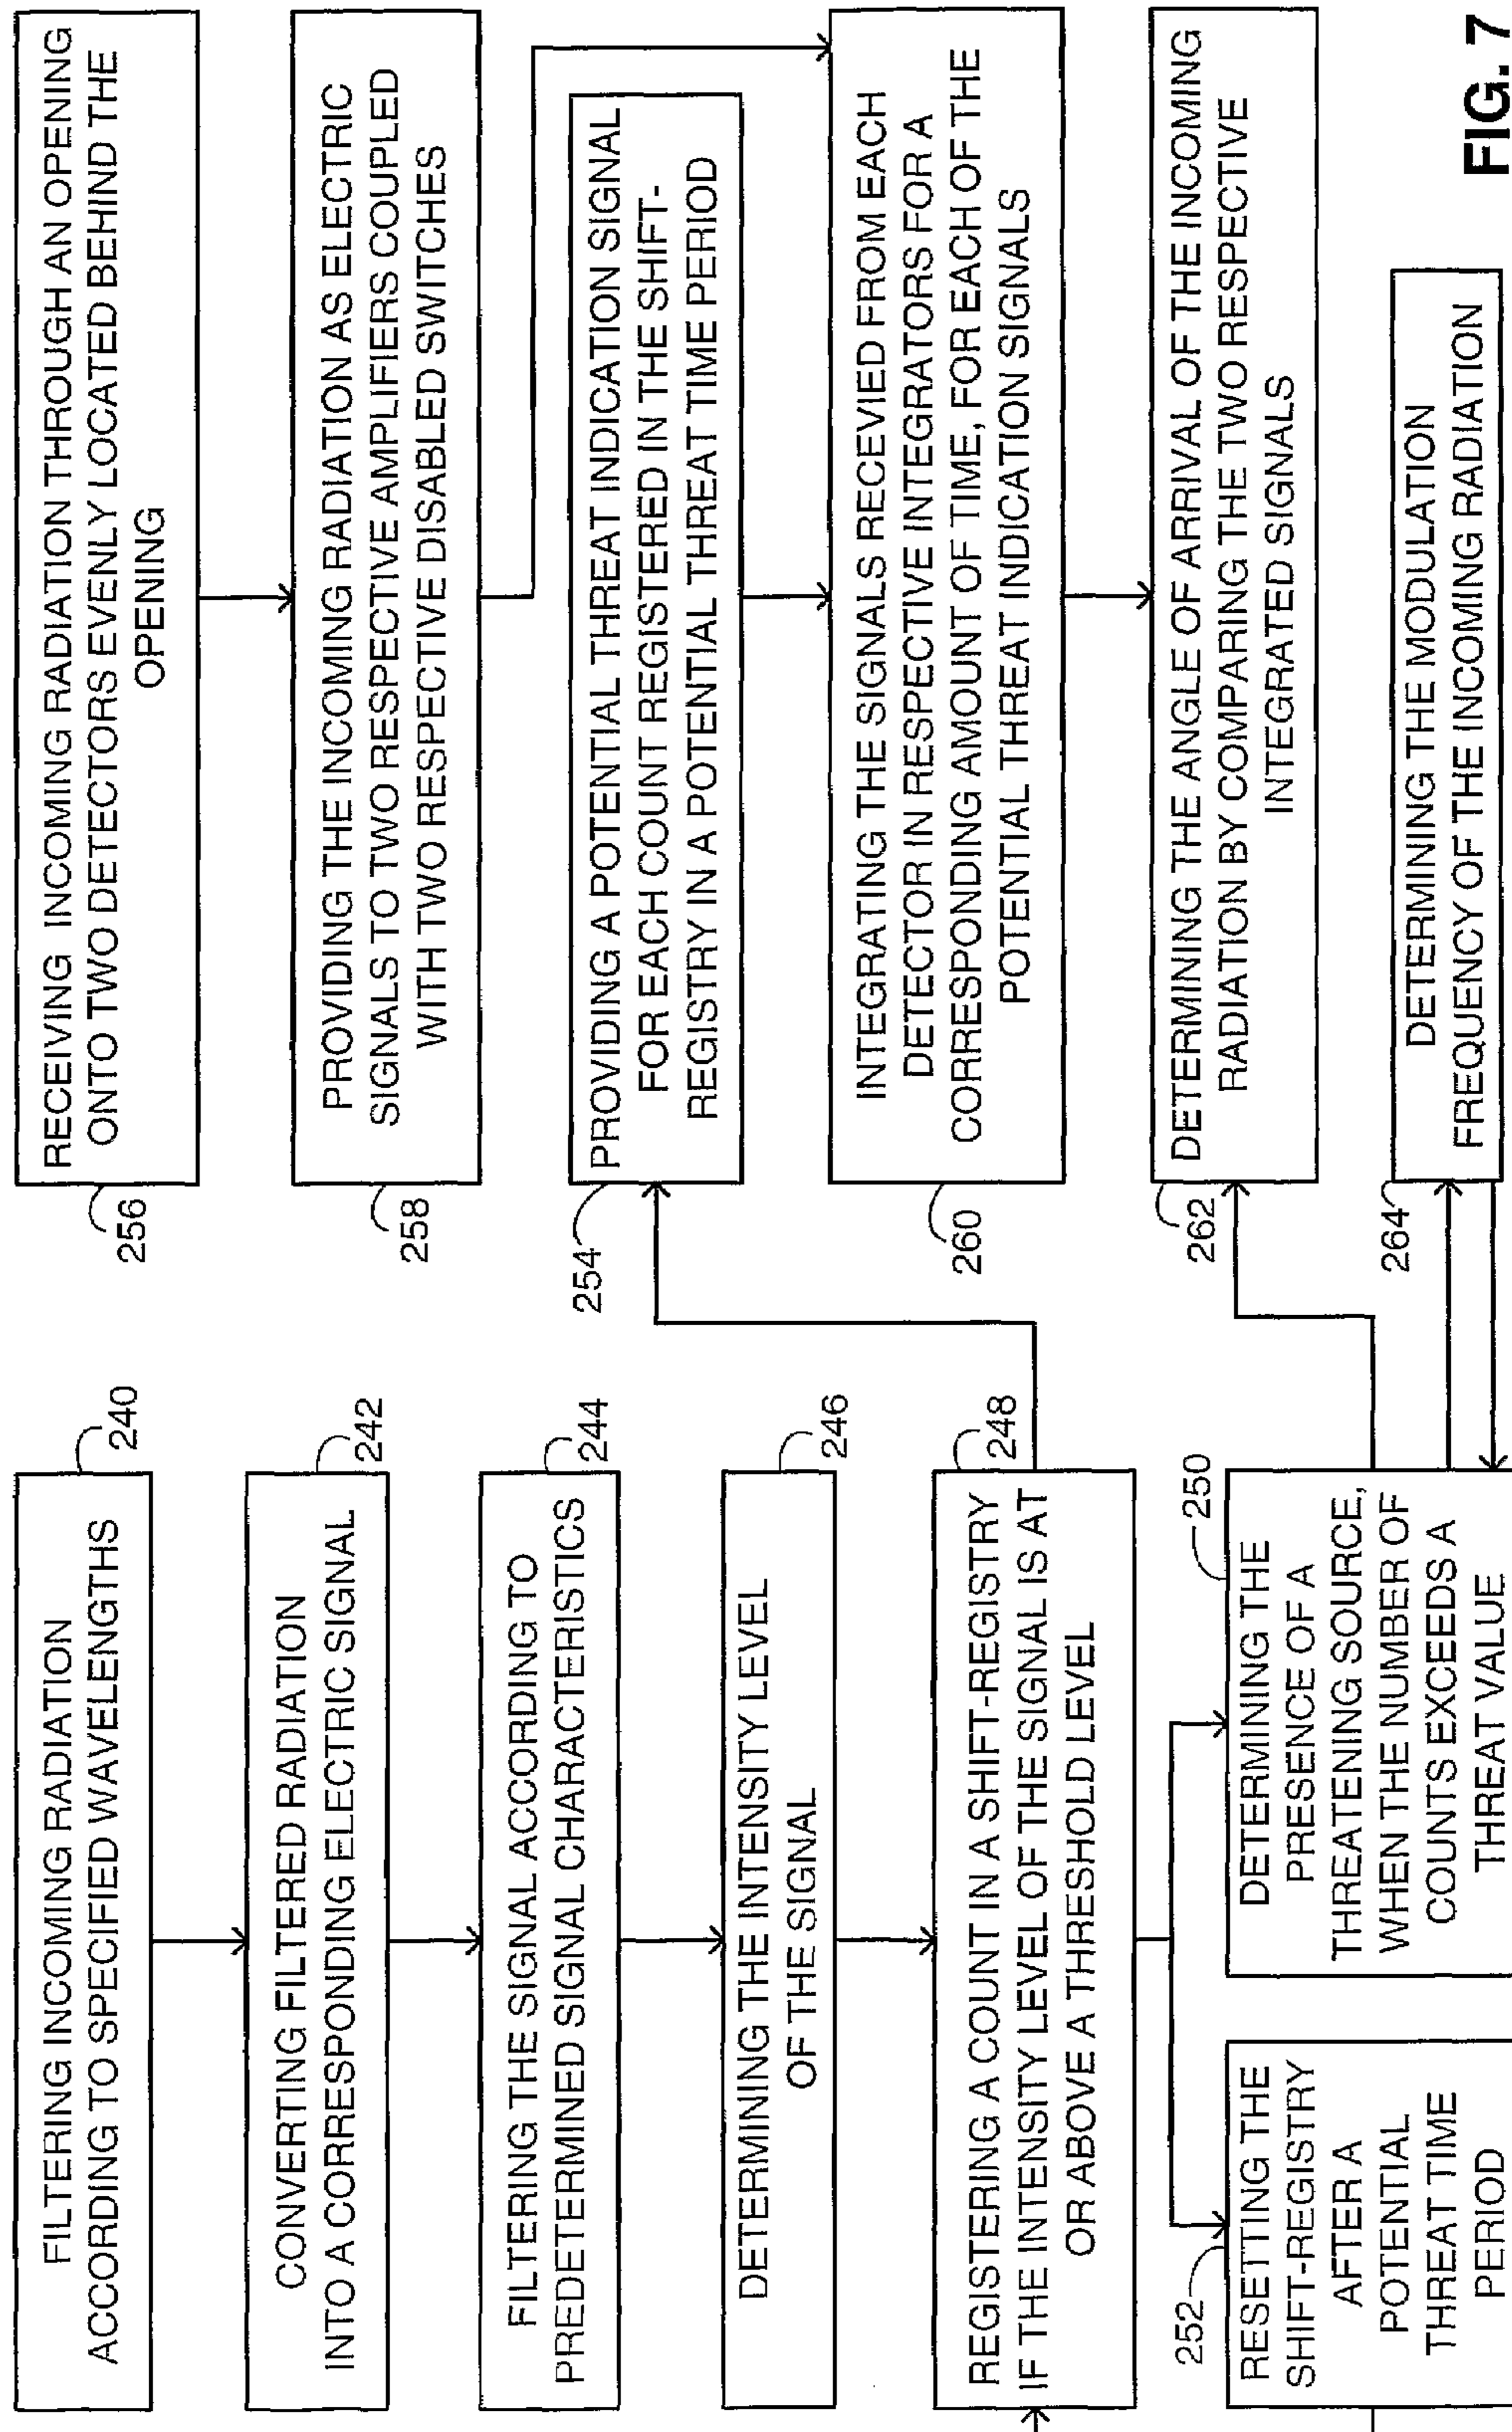 FILTERING INCOMING RADIATION
ACCORDING TO SPECIFIED WAVELENGTHS
240
CONVERTING FILTERED RADIATION
INTO A CORRESPONDING ELECTRIC SIGNAL
242
FILTERING THE SIGNAL ACCORDING TO
PREDETERMINED SIGNAL CHARACTERISTICS
244
DETERMINING THE INTENSITY LEVEL
OF THE SIGNAL
246
REGISTERING A COUNT IN A SHIFT-REGISTRY
IF THE INTENSITY LEVEL OF THE SIGNAL IS AT
OR ABOVE A THRESHOLD LEVEL
248
252
RESETTING THE
SHIFT-REGISTRY
AFTER A
POTENTIAL
THREAT TIME
PERIOD
250
DETERMINING THE
PRESENCE OF A
THREATENING SOURCE,
WHEN THE NUMBER OF
COUNTS EXCEEDS A
THREAT VALUE
256
RECEIVING INCOMING RADIATION THROUGH AN OPENING
ONTO TWO DETECTORS EVENLY LOCATED BEHIND THE
OPENING
258
PROVIDING THE INCOMING RADIATION AS ELECTRIC
SIGNALS TO TWO RESPECTIVE AMPLIFIERS COUPLED
WITH TWO RESPECTIVE DISABLED SWITCHES
254
PROVIDING A POTENTIAL THREAT INDICATION SIGNAL
FOR EACH COUNT REGISTERED IN THE SHIFT-
REGISTRY IN A POTENTIAL THREAT TIME PERIOD
260
INTEGRATING THE SIGNALS RECEVIED FROM EACH
DETECTOR IN RESPECTIVE INTEGRATORS FOR A
CORRESPONDING AMOUNT OF TIME, FOR EACH OF THE
POTENTIAL THREAT INDICATION SIGNALS
262
DETERMINING THE ANGLE OF ARRIVAL OF THE INCOMING
RADIATION BY COMPARING THE TWO RESPECTIVE
INTEGRATED SIGNALS
264
DETERMINING THE MODULATION
FREQUENCY OF THE INCOMING RADIATION
FIG. 7